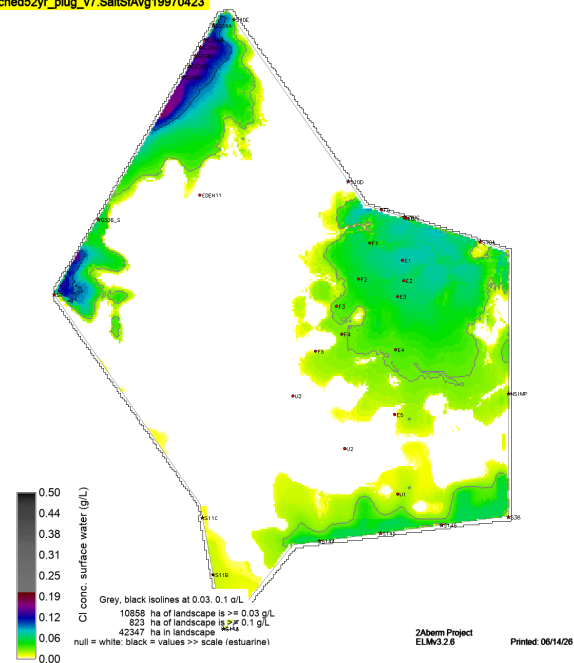 ched52yr_plug_v7.SaltSfAvg19970423
S10E
S10D
EDEN11
G338_S
S10A
F1
E1
F2
E2
E3
F3
F4
F5
E4
NS1MP
U3
E5
U2
U1
S38
S11C
S11B
0.50
0.44
0.38
0.31
0.25
0.19
0.12
0.06
0.00
Cl conc. surface water (g/L)
Grey, black isolines at 0.03, 0.1 g/L
10858 ha of landscape is >= 0.03 g/L
823 ha of landscape is >= 0.1 g/L
42347 ha in landscape
null = white: black = values >> scale (estuarine)
2Aberm Project
ELMv3.2.6
Printed: 06/14/26